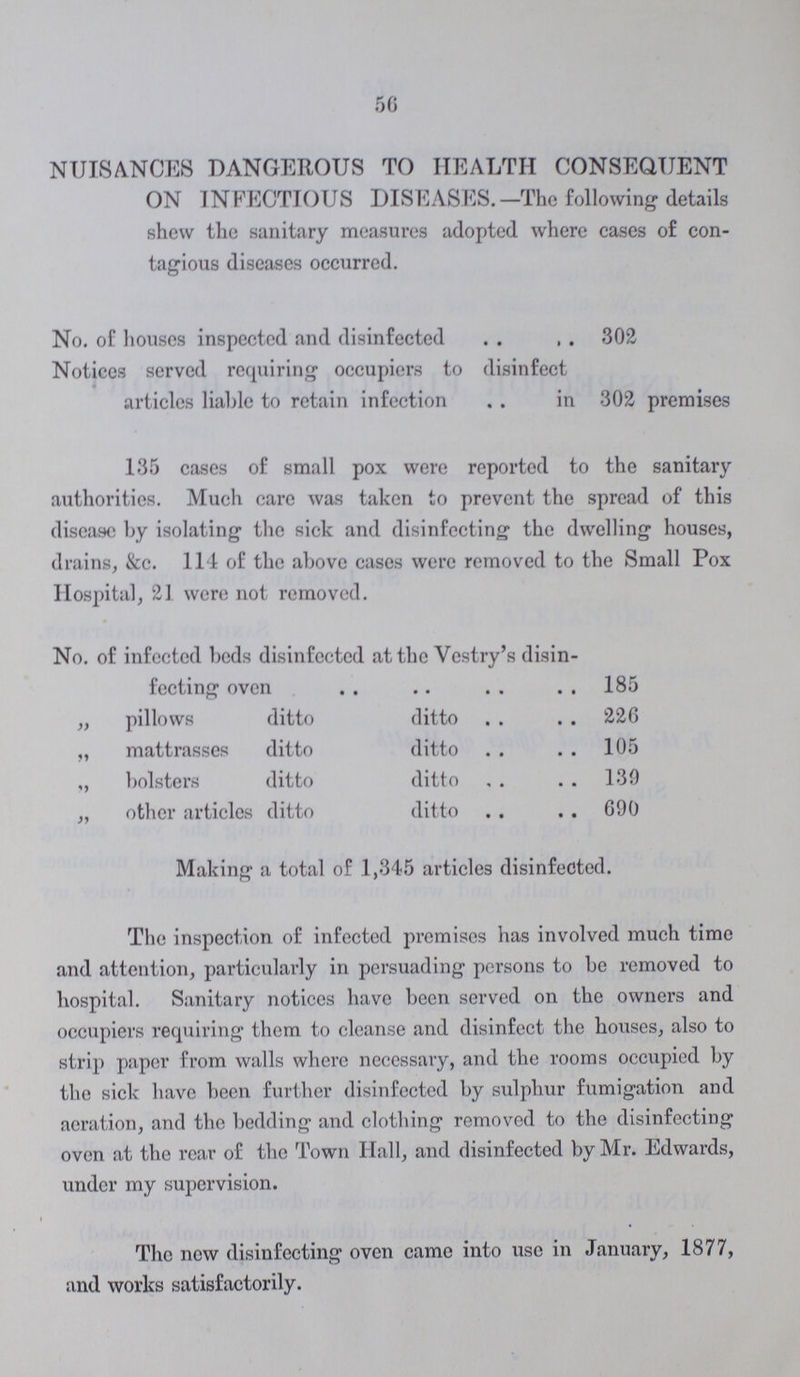 56
NUISANCES DANGEROUS TO HEALTH CONSEQUENT
ON INFECTIOUS DISEASES.—The following details
shew the sanitary measures adopted where cases of con-
tagious diseases occurred.
No. of houses inspected and disinfected .. .. 302
Notices served requiring occupiers to disinfect
articles liable to retain infection .. in 302 premises
135 cases of small pox were reported to the sanitary
authorities. Much care was taken to prevent the spread of this
disease by isolating the sick and disinfecting the dwelling houses,
drains, &c. 114 of the above cases were removed to the Small Pox
Hospital, 21 were not removed.
No. of infected beds disinfected at the Vestry's disin-
fecting oven .. .. .. .. 185
„ pillows ditto ditto .. .. 226
„ mattrasses ditto ditto .. .. 105
„ bolsters ditto ditto .. .. 139
„ other articles ditto ditto .. .. 690
Making a total of 1,345 articles disinfected.
The inspection of infected premises has involved much time
and attention, particularly in persuading persons to be removed to
hospital. Sanitary notices have been served on the owners and
occupiers requiring them to cleanse and disinfect the houses, also to
strip paper from walls where necessary, and the rooms occupied by
the sick have been further disinfected by sulphur fumigation and
aeration, and the bedding and clothing removed to the disinfecting
oven at the rear of the Town Hall, and disinfected by Mr. Edwards,
under my supervision.
The new disinfecting oven came into use in January, 1877,
and works satisfactorily.